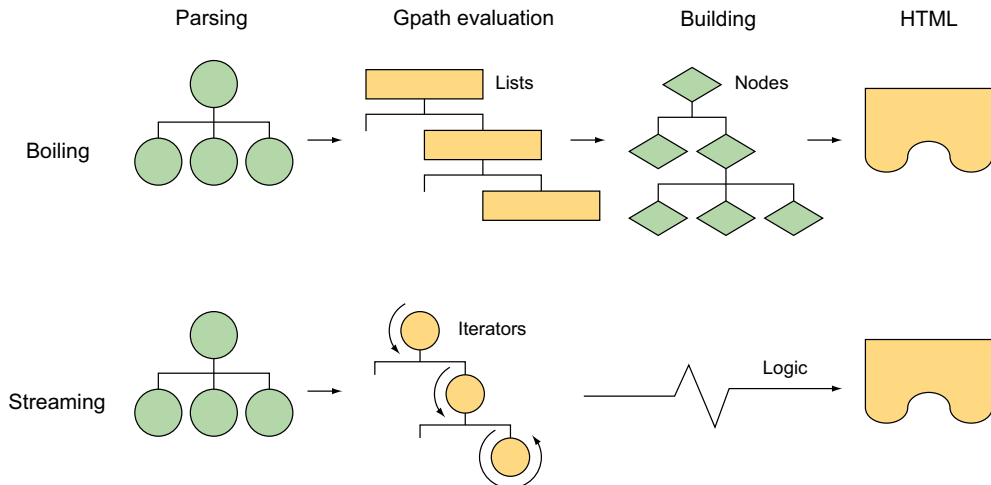 Parsing
Gpath evaluation
Building
HTML
Boiling
Lists
Nodes
Streaming
Iterators
Logic